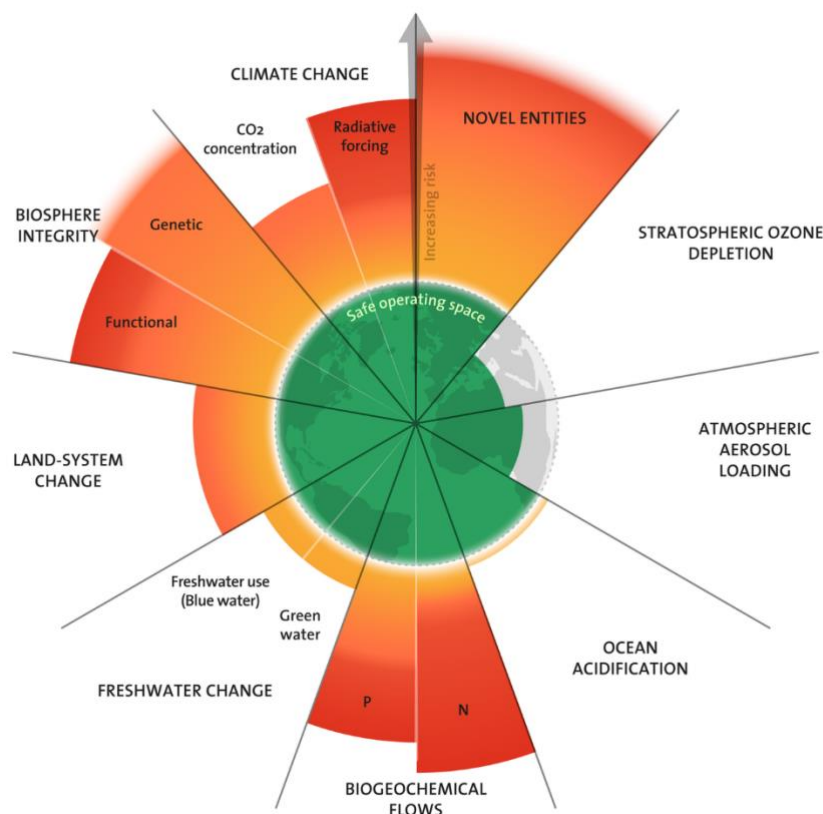 CLIMATE CHANGE
CO2
concentration
Radiative
forcing
NOVEL ENTITIES
Increasing risk
BIOSPHERE
INTEGRITY
Genetic
Functional
STRATOSPHERIC OZONE
DEPLETION
Safe operating space
LAND-SYSTEM
CHANGE
ATMOSPHERIC
AEROSOL
LOADING
Freshwater use
(Blue water)
Green
water
FRESHWATER CHANGE
P
N
OCEAN
ACIDIFICATION
BIOGEOCHEMICAL
FLOWS